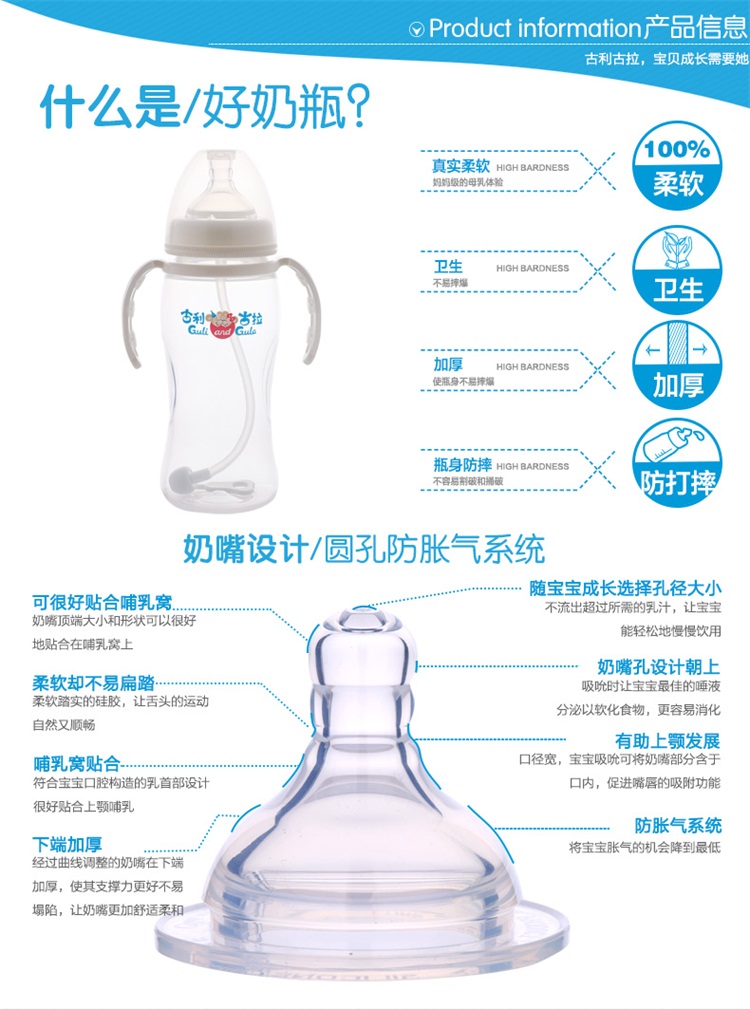 Product information产品信息
古利古拉，宝贝成长需要她
什么是/好奶瓶?
真实柔软 HIGH BARDNESS
妈妈级的母乳体验
100%
柔软
卫生 HIGH BARDNESS
不易摔爆
卫生
加厚 HIGH BARDNESS
使瓶身不易摔爆
加厚
瓶身防摔 HIGH BARDNESS
不容易割破和捅破
防打摔
古利 古拉
Guli and Gula
奶嘴设计/圆孔防胀气系统
可很好贴合哺乳窝
奶嘴顶端大小和形状可以很好
地贴合在哺乳窝上
柔软却不易扁踏
柔软踏实的硅胶，让舌头的运动
自然又顺畅
哺乳窝贴合
符合宝宝口腔构造的乳首部设计
很好贴合上颚哺乳
下端加厚
经过曲线调整的奶嘴在下端
加厚，使其支撑力更好不易
塌陷，让奶嘴更加舒适柔和
随宝宝成长选择孔径大小
不流出超过所需的乳汁，让宝宝
能轻松地慢慢饮用
奶嘴孔设计朝上
吸吮时让宝宝最佳的唾液
分泌以软化食物，更容易消化
有助上颚发展
口径宽，宝宝吸吮可将奶嘴部分含于
口内，促进嘴唇的吸附功能
防胀气系统
将宝宝胀气的机会降到最低